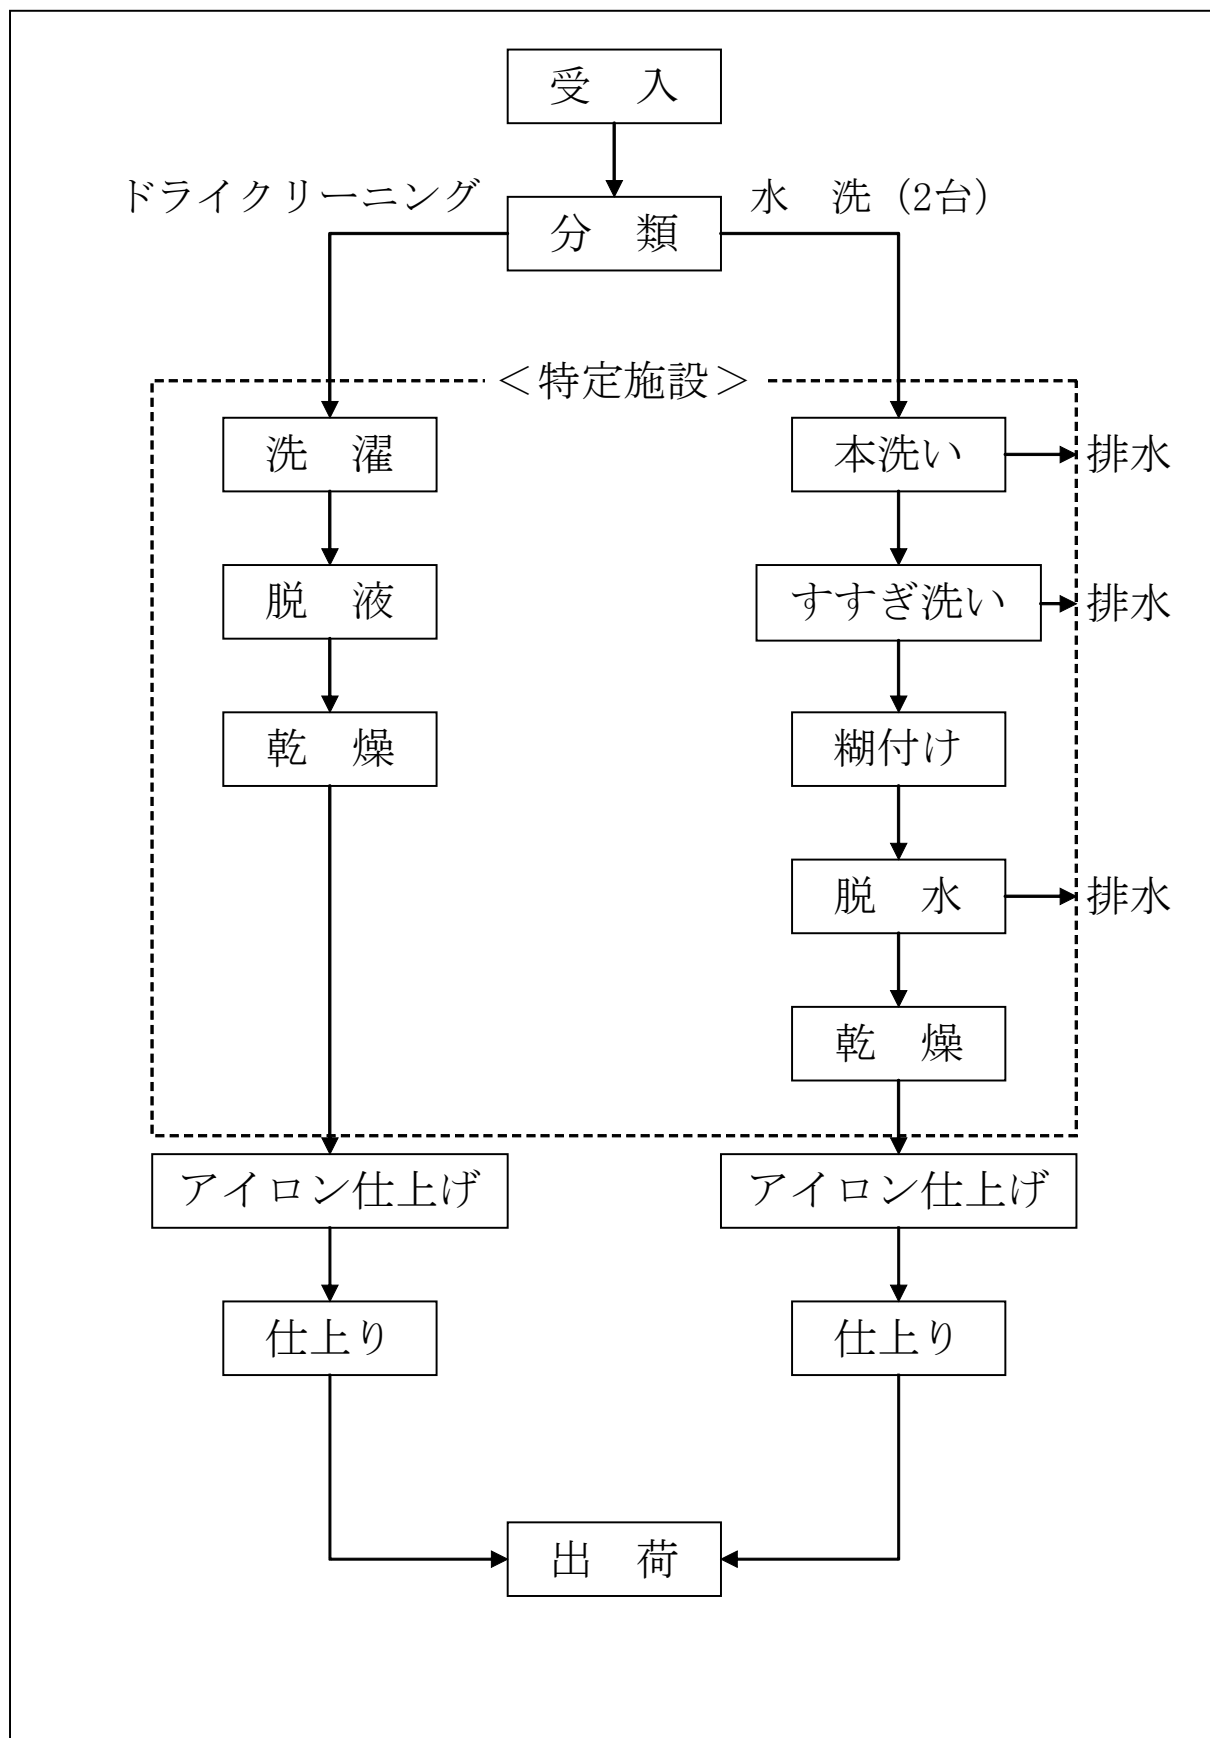 受　入
ドライクリーニング
水　洗（2台）
分　類
＜特定施設＞
洗　濯
本洗い
排水
脱　液
すすぎ洗い
排水
乾　燥
糊付け
脱　水
排水
乾　燥
アイロン仕上げ
アイロン仕上げ
仕上り
仕上り
出　荷